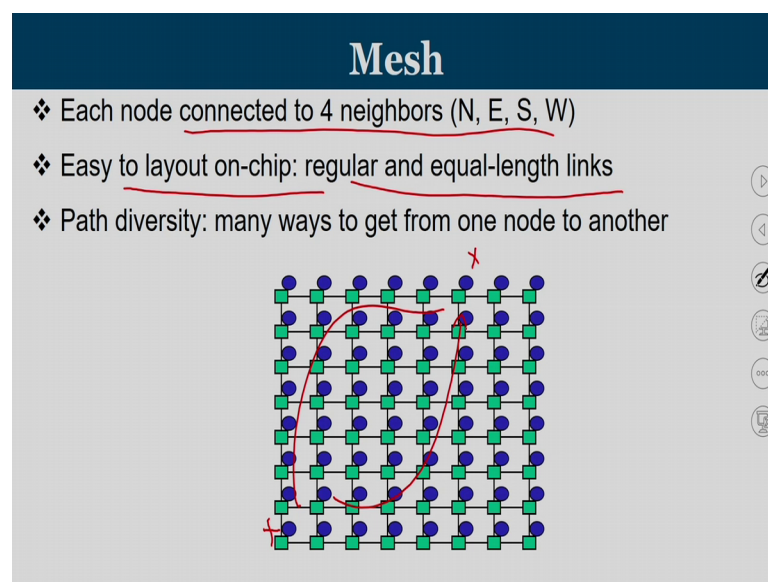 Mesh
❖ Each node connected to 4 neighbors (N, E, S, W)
❖ Easy to layout on-chip: regular and equal-length links
❖ Path diversity: many ways to get from one node to another